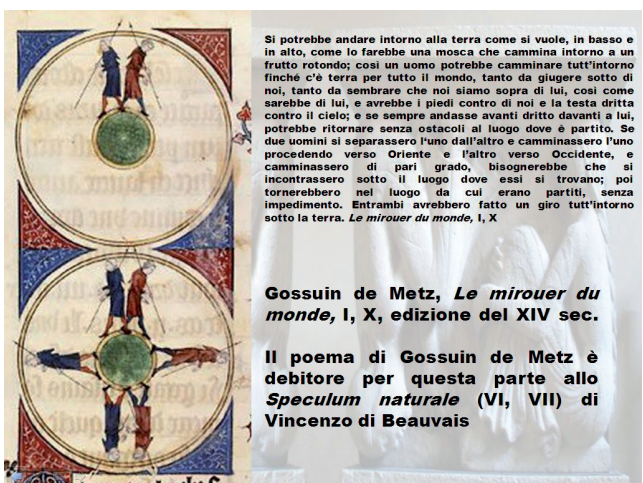 Si potrebbe andare intorno alla terra come si vuole, in basso e
in alto, come lo farebbe una mosca che cammina intorno a un
frutto rotondo; così un uomo potrebbe camminare tutt'intorno
finché c'è terra per tutto il mondo, tanto da giugere sotto di
noi, tanto da sembrare che noi siamo sopra di lui, così come
sarebbe di lui, e avrebbe i piedi contro di noi e la testa dritta
contro il cielo; e se sempre andasse avanti dritto davanti a lui,
potrebbe ritornare senza ostacoli al luogo dove è partito. Se
due uomini si separassero l'uno dall'altro e camminassero l'uno
procedendo verso Oriente e l'altro verso Occidente, e
camminassero di pari grado, bisognerebbe che si
incontrassero sotto il luogo dove essi si trovano; poi
tornerebbero nel luogo da cui erano partiti, senza
impedimento. Entrambi avrebbero fatto un giro tutt'intorno
sotto la terra. Le mirouer du monde, I, X
Gossuin de Metz, Le mirouer du
monde, I, X, edizione del XIV sec.
Il poema di Gossuin de Metz è
debitore per questa parte allo
Speculum naturale (VI, VII) di
Vincenzo di Beauvais